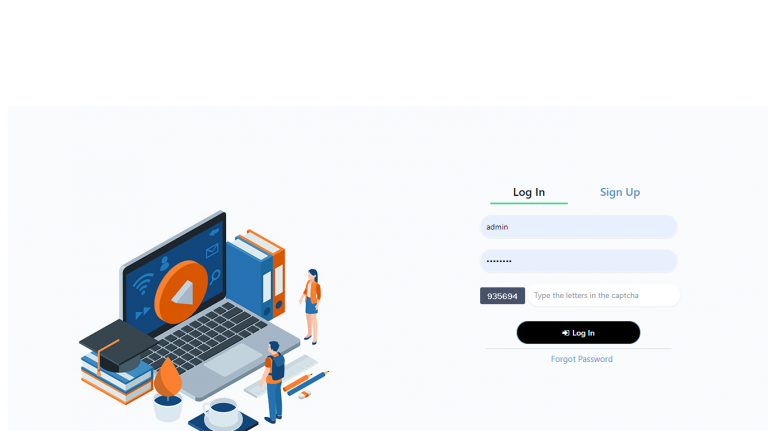 Log In Sign Up
admin
••••••••
935694 Type the letters in the captcha
Log In
Forgot Password